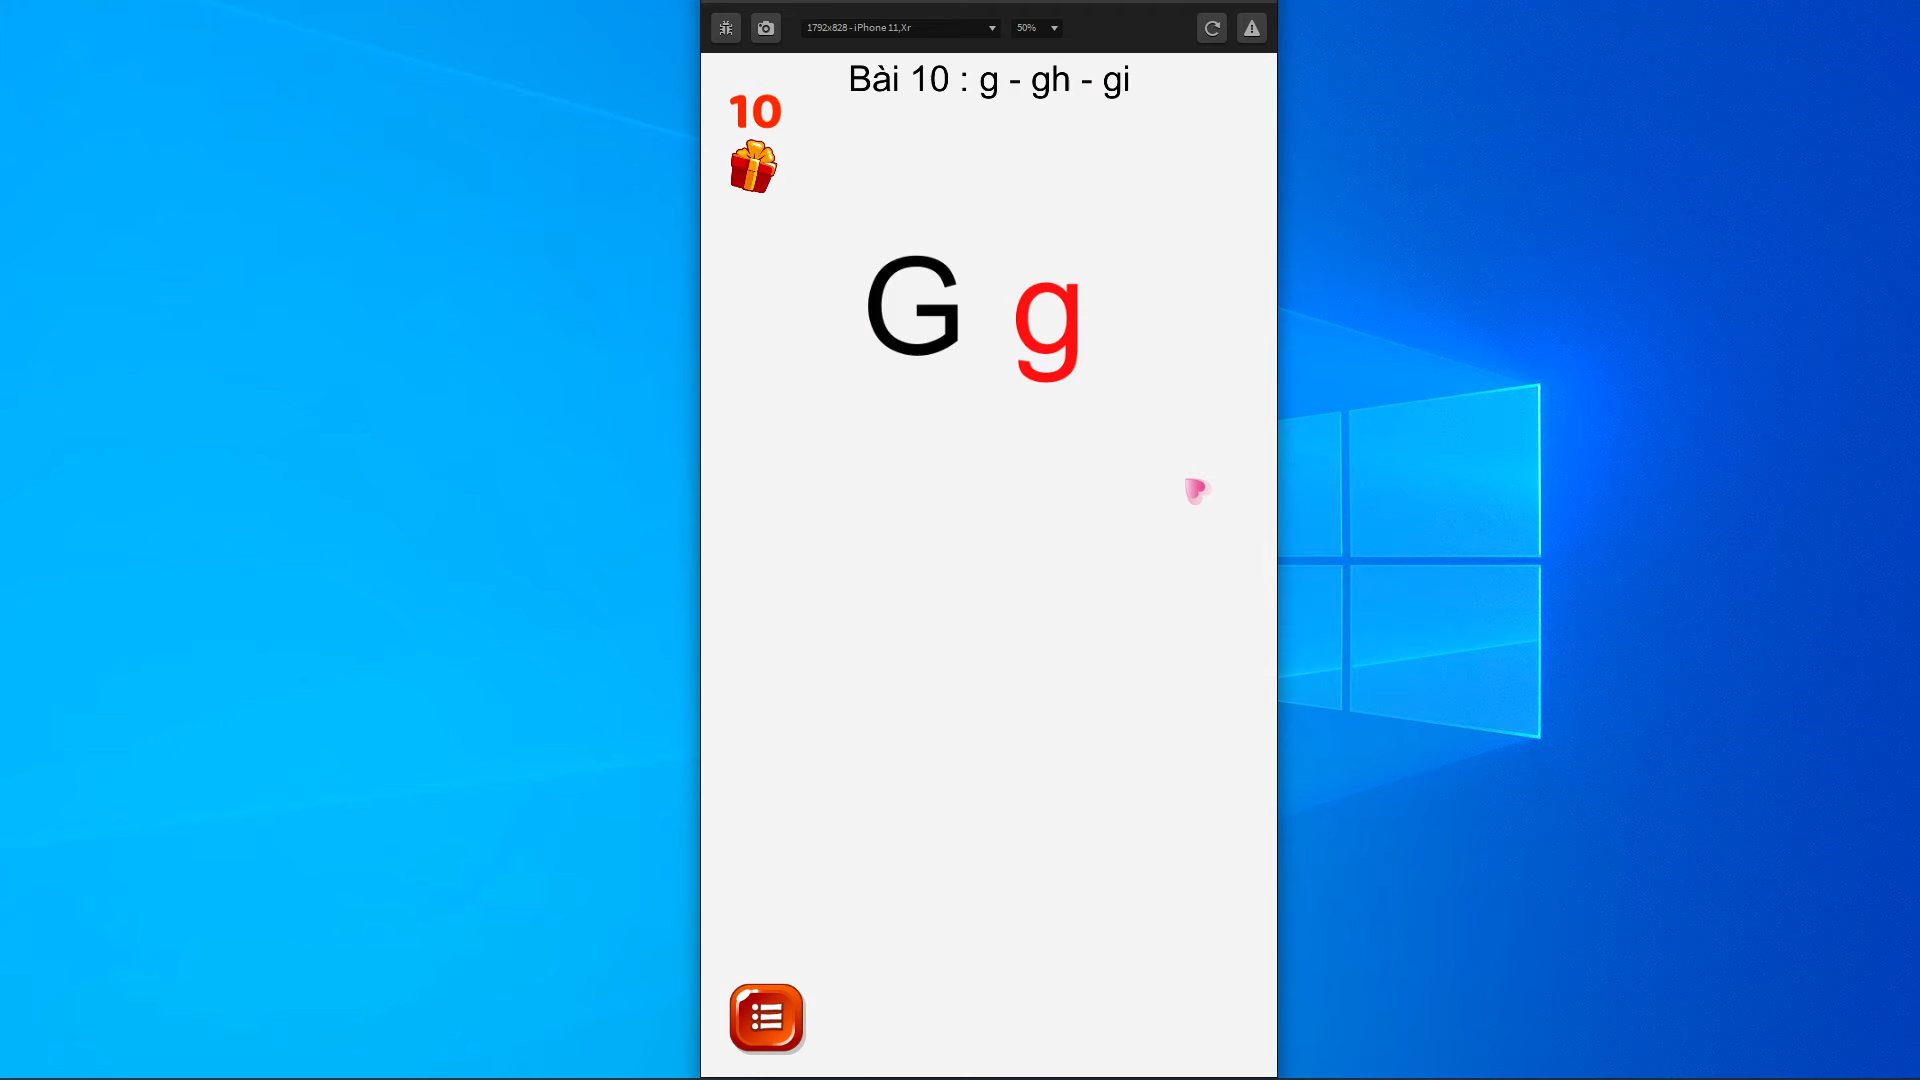 1792x828 - iPhone 11,Xr 50%
Bài 10 : g - gh - gi
10
G g